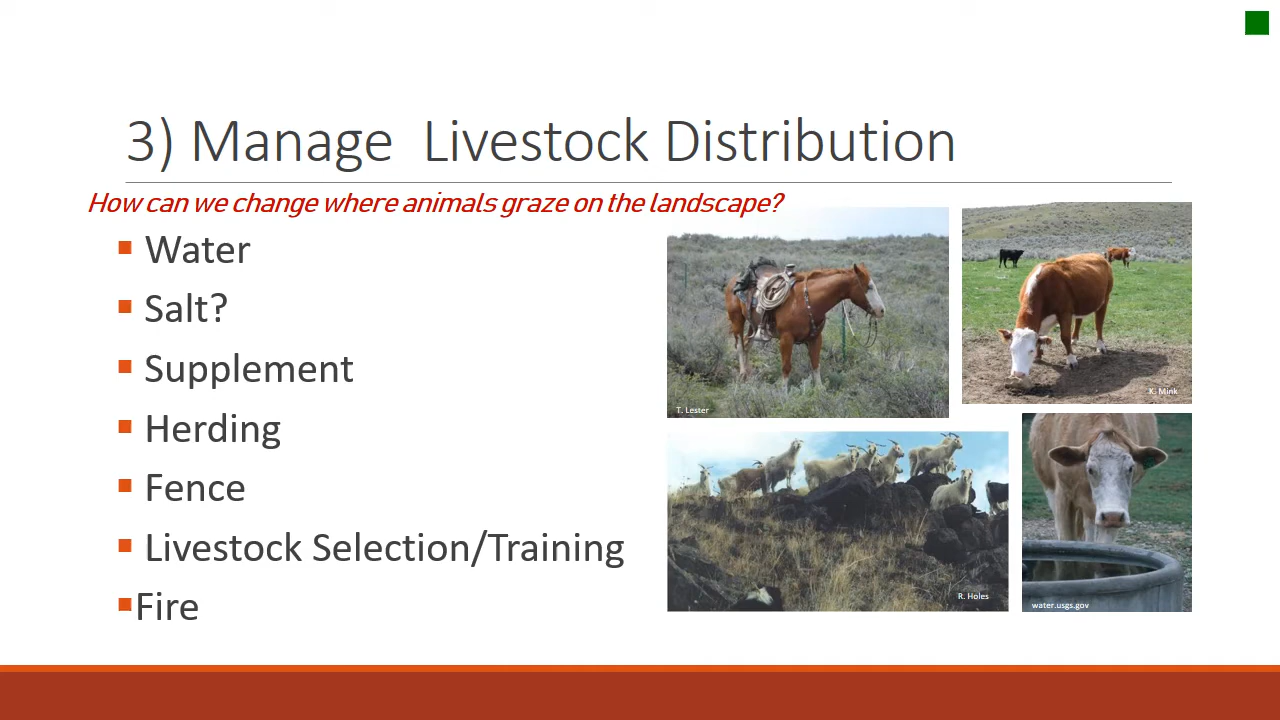 3) Manage  Livestock Distribution
How can we change where animals graze on the landscape?
Water
Salt?
Supplement
Herding
Fence
Livestock Selection/Training
Fire
T. Lester
K. Mink
R. Holes
water.usgs.gov